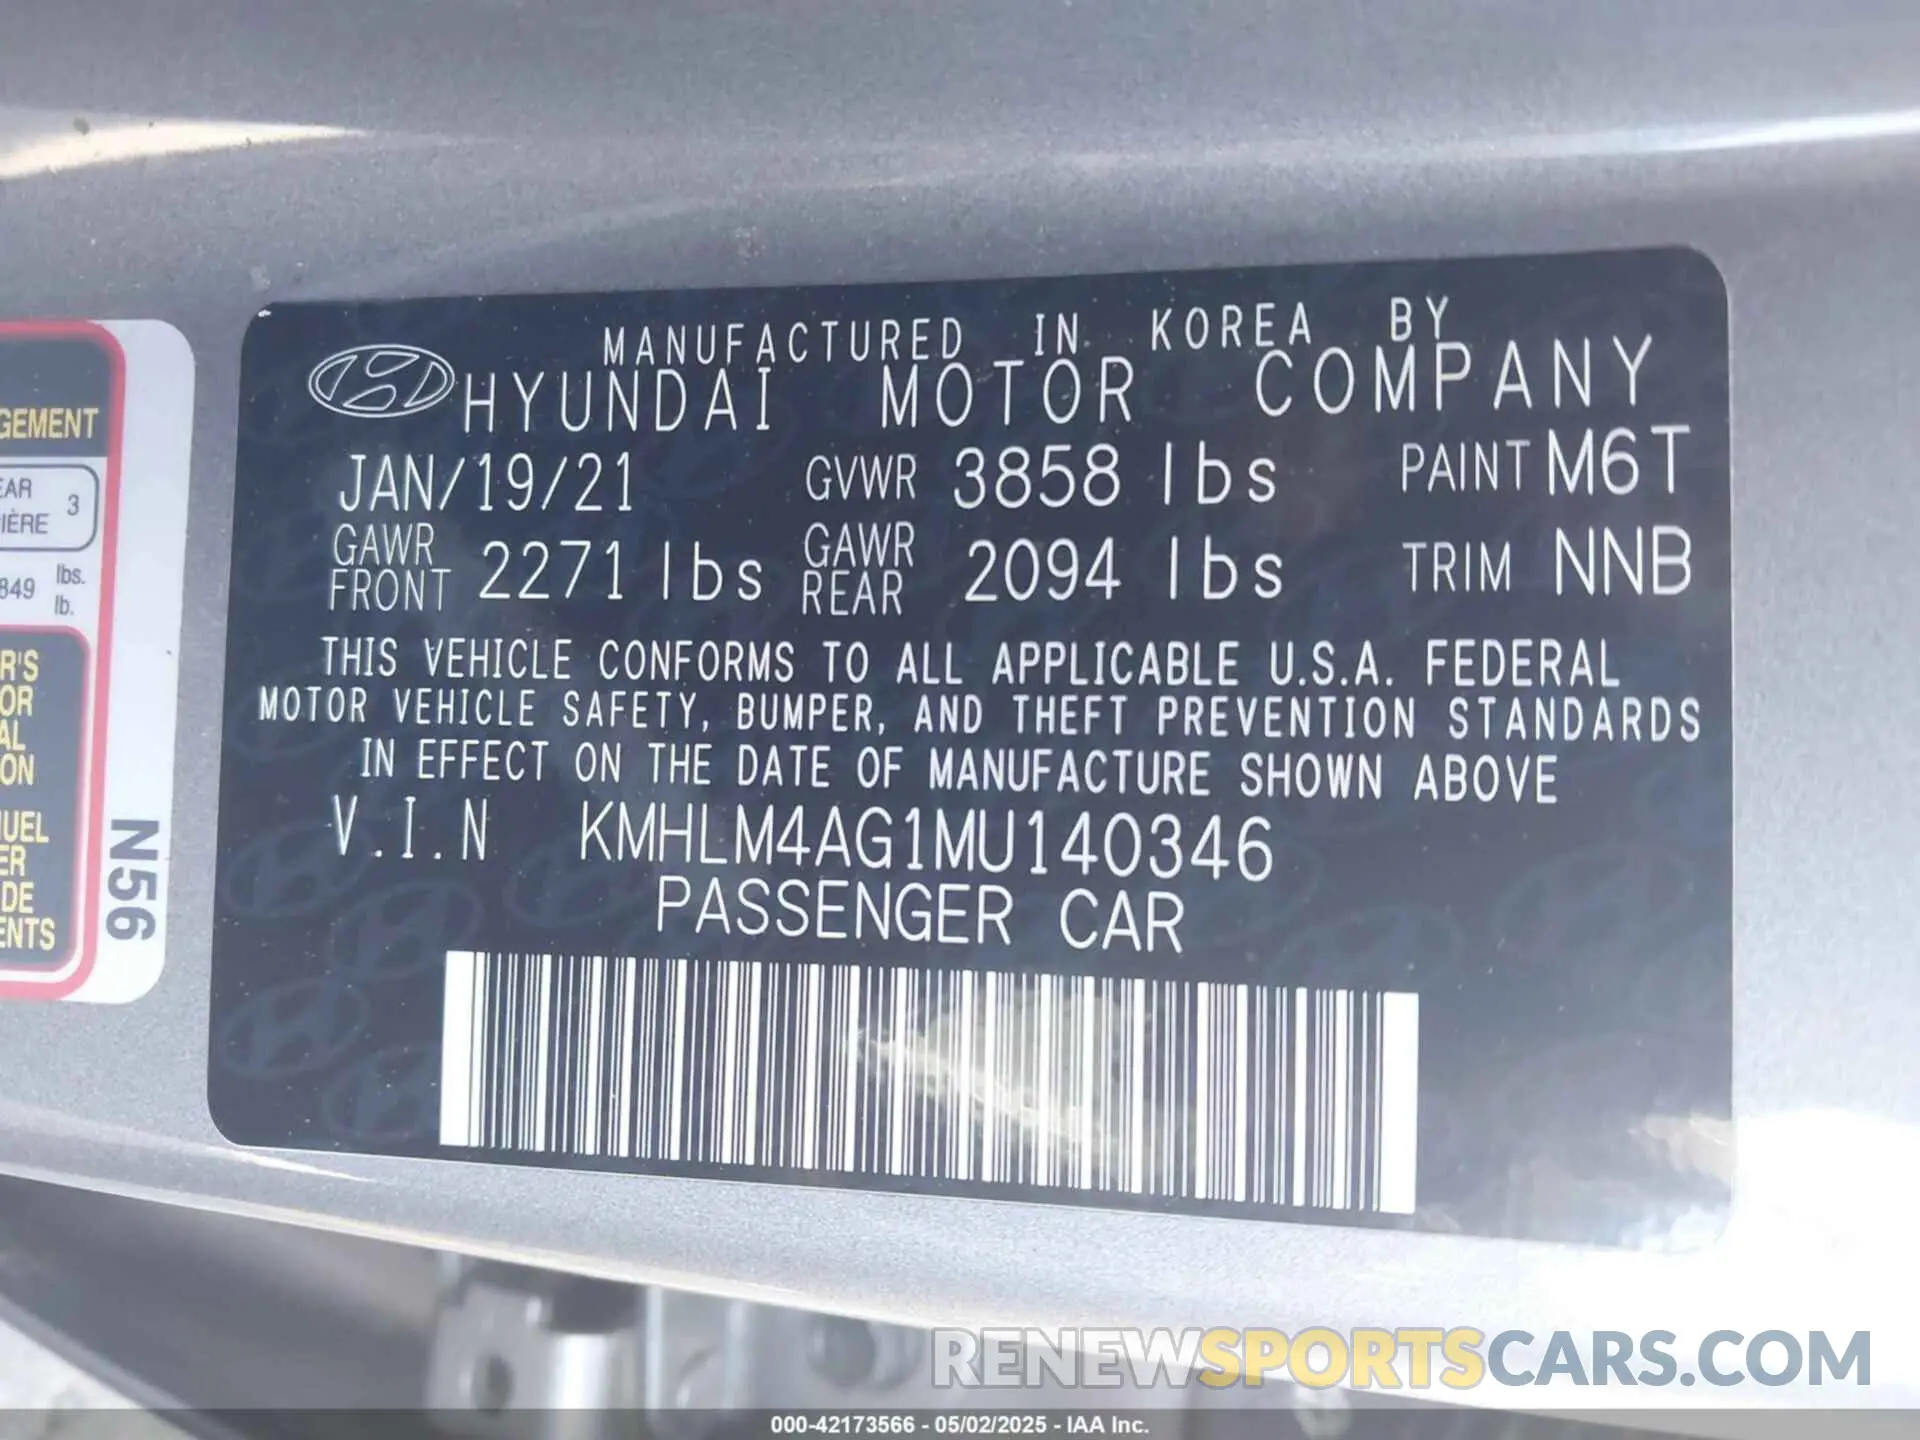 MANUFACTURED IN KOREA BY
HYUNDAI MOTOR COMPANY
JAN/19/21 GVWR 3858 lbs PAINT M6T
GAWR FRONT 2271 lbs GAWR REAR 2094 lbs TRIM NNB
THIS VEHICLE CONFORMS TO ALL APPLICABLE U.S.A. FEDERAL
MOTOR VEHICLE SAFETY, BUMPER, AND THEFT PREVENTION STANDARDS
IN EFFECT ON THE DATE OF MANUFACTURE SHOWN ABOVE
V.I.N KMHLM4AG1MU140346
PASSENGER CAR
3
849 lbs.
lb.
N56
RENEWSPORTSCARS.COM
000-42173566 - 05/02/2025 - IAA Inc.